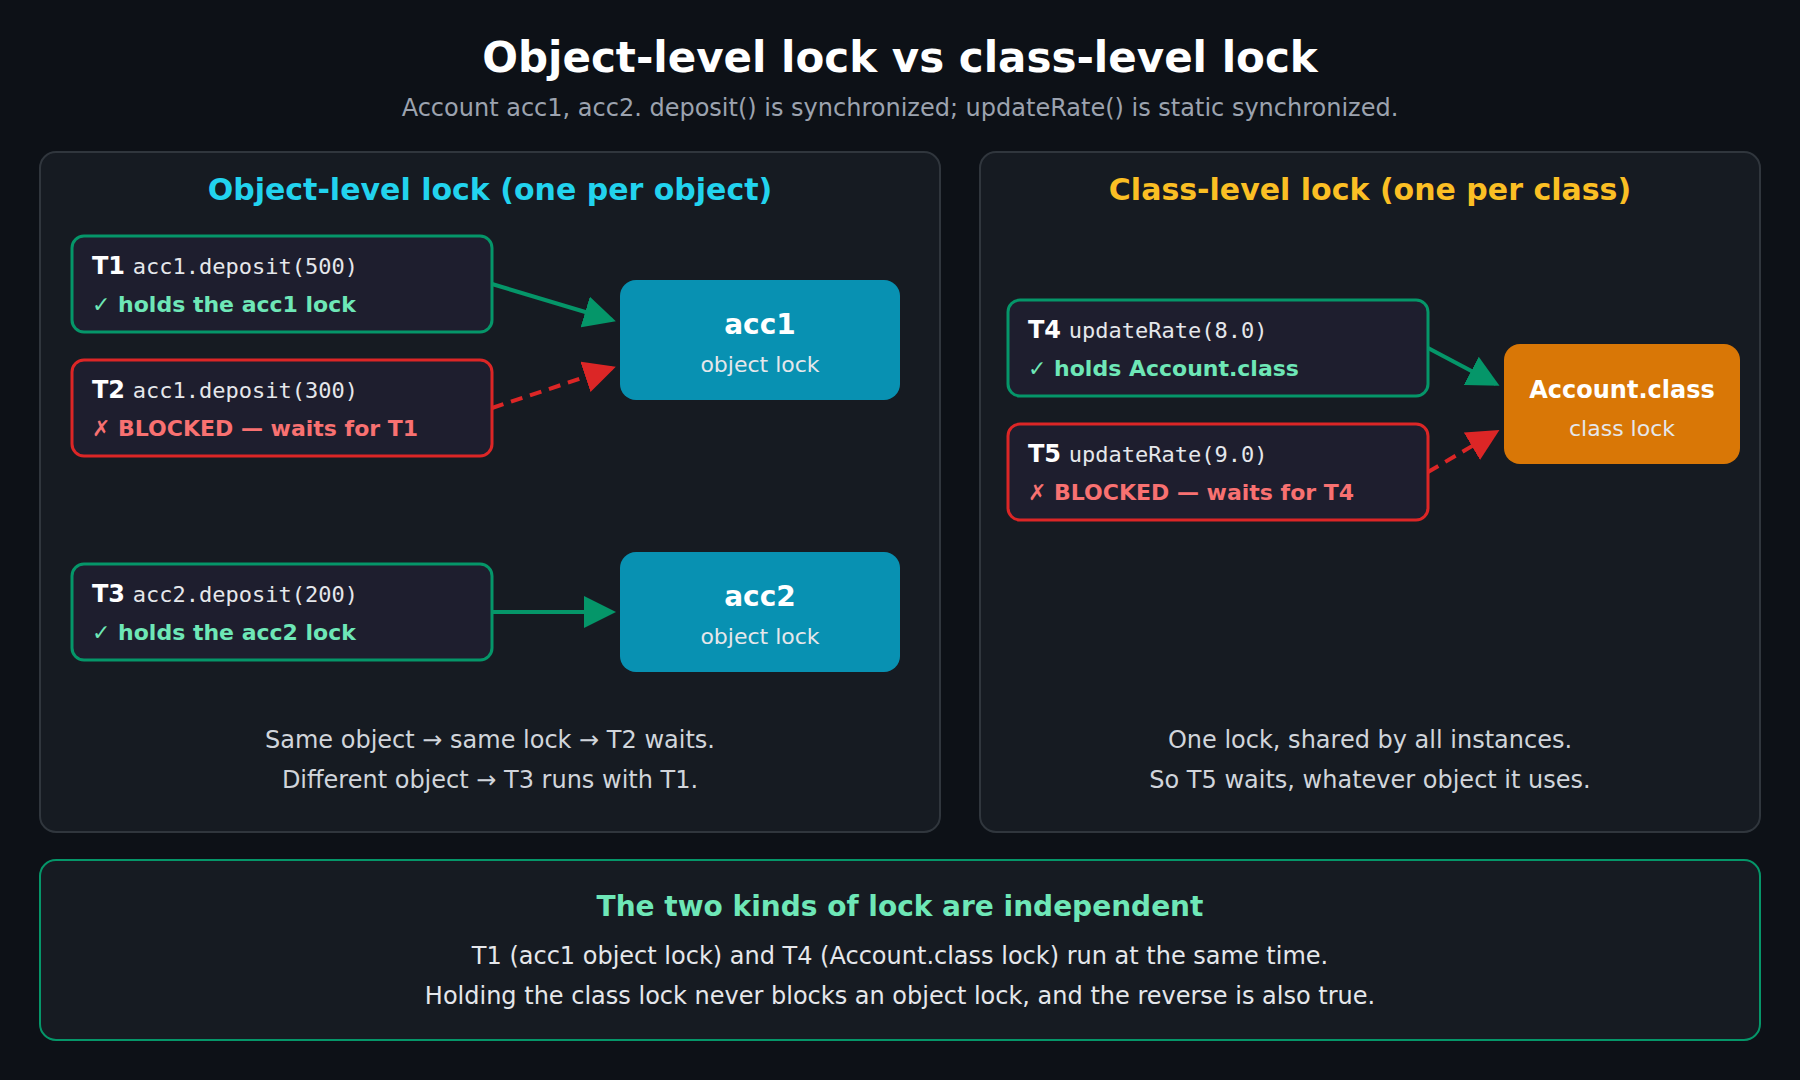 Object-level lock vs class-level lock
Account acc1, acc2. deposit() is synchronized; updateRate() is static synchronized.
Object-level lock (one per object)
T1 acc1.deposit(500)
✓ holds the acc1 lock
T2 acc1.deposit(300)
✗ BLOCKED — waits for T1
acc1
object lock
T3 acc2.deposit(200)
✓ holds the acc2 lock
acc2
object lock
Same object → same lock → T2 waits.
Different object → T3 runs with T1.
Class-level lock (one per class)
T4 updateRate(8.0)
✓ holds Account.class
T5 updateRate(9.0)
✗ BLOCKED — waits for T4
Account.class
class lock
One lock, shared by all instances.
So T5 waits, whatever object it uses.
The two kinds of lock are independent
T1 (acc1 object lock) and T4 (Account.class lock) run at the same time.
Holding the class lock never blocks an object lock, and the reverse is also true.